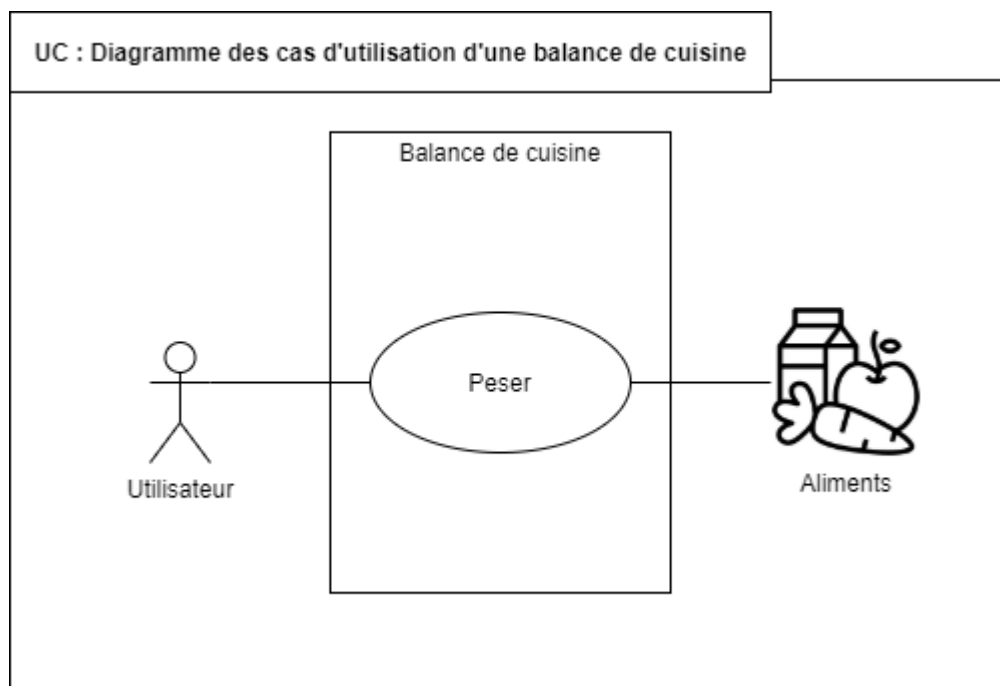 UC : Diagramme des cas d'utilisation d'une balance de cuisine
Balance de cuisine
Peser
Utilisateur
Aliments